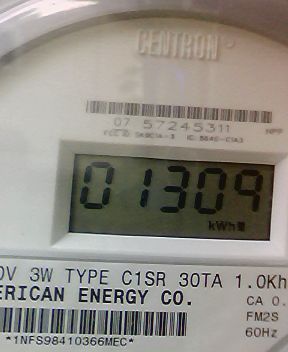 CENTRON
07 57245311
01309
kWh
0V 3W TYPE C1SR 30TA 1.0Kh
ERICAN ENERGY CO.
CA 0.
FM2S
60Hz
*1NFS98410366MEC*